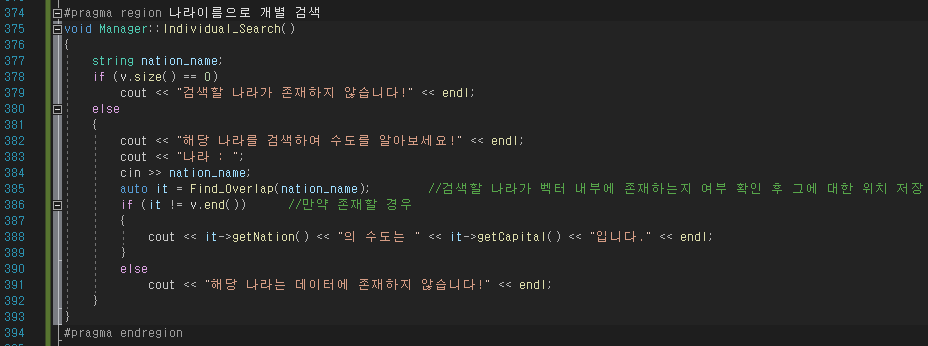 374 #pragma region 나라이름으로 개별 검색
375 void Manager::Individual_Search()
376 {
377 string nation_name;
378 if (v.size() == 0)
379 cout << "검색할 나라가 존재하지 않습니다!" << endl;
380 else
381 {
382 cout << "해당 나라를 검색하여 수도를 알아보세요!" << endl;
383 cout << "나라 : ";
384 cin >> nation_name;
385 auto it = Find_Overlap(nation_name); //검색할 나라가 벡터 내부에 존재하는지 여부 확인 후 그에 대한 위치 저장
386 if (it != v.end()) //만약 존재할 경우
387 {
388 cout << it->getNation() << "의 수도는 " << it->getCapital() << "입니다." << endl;
389 }
390 else
391 cout << "해당 나라는 데이터에 존재하지 않습니다!" << endl;
392 }
393 }
394 #pragma endregion